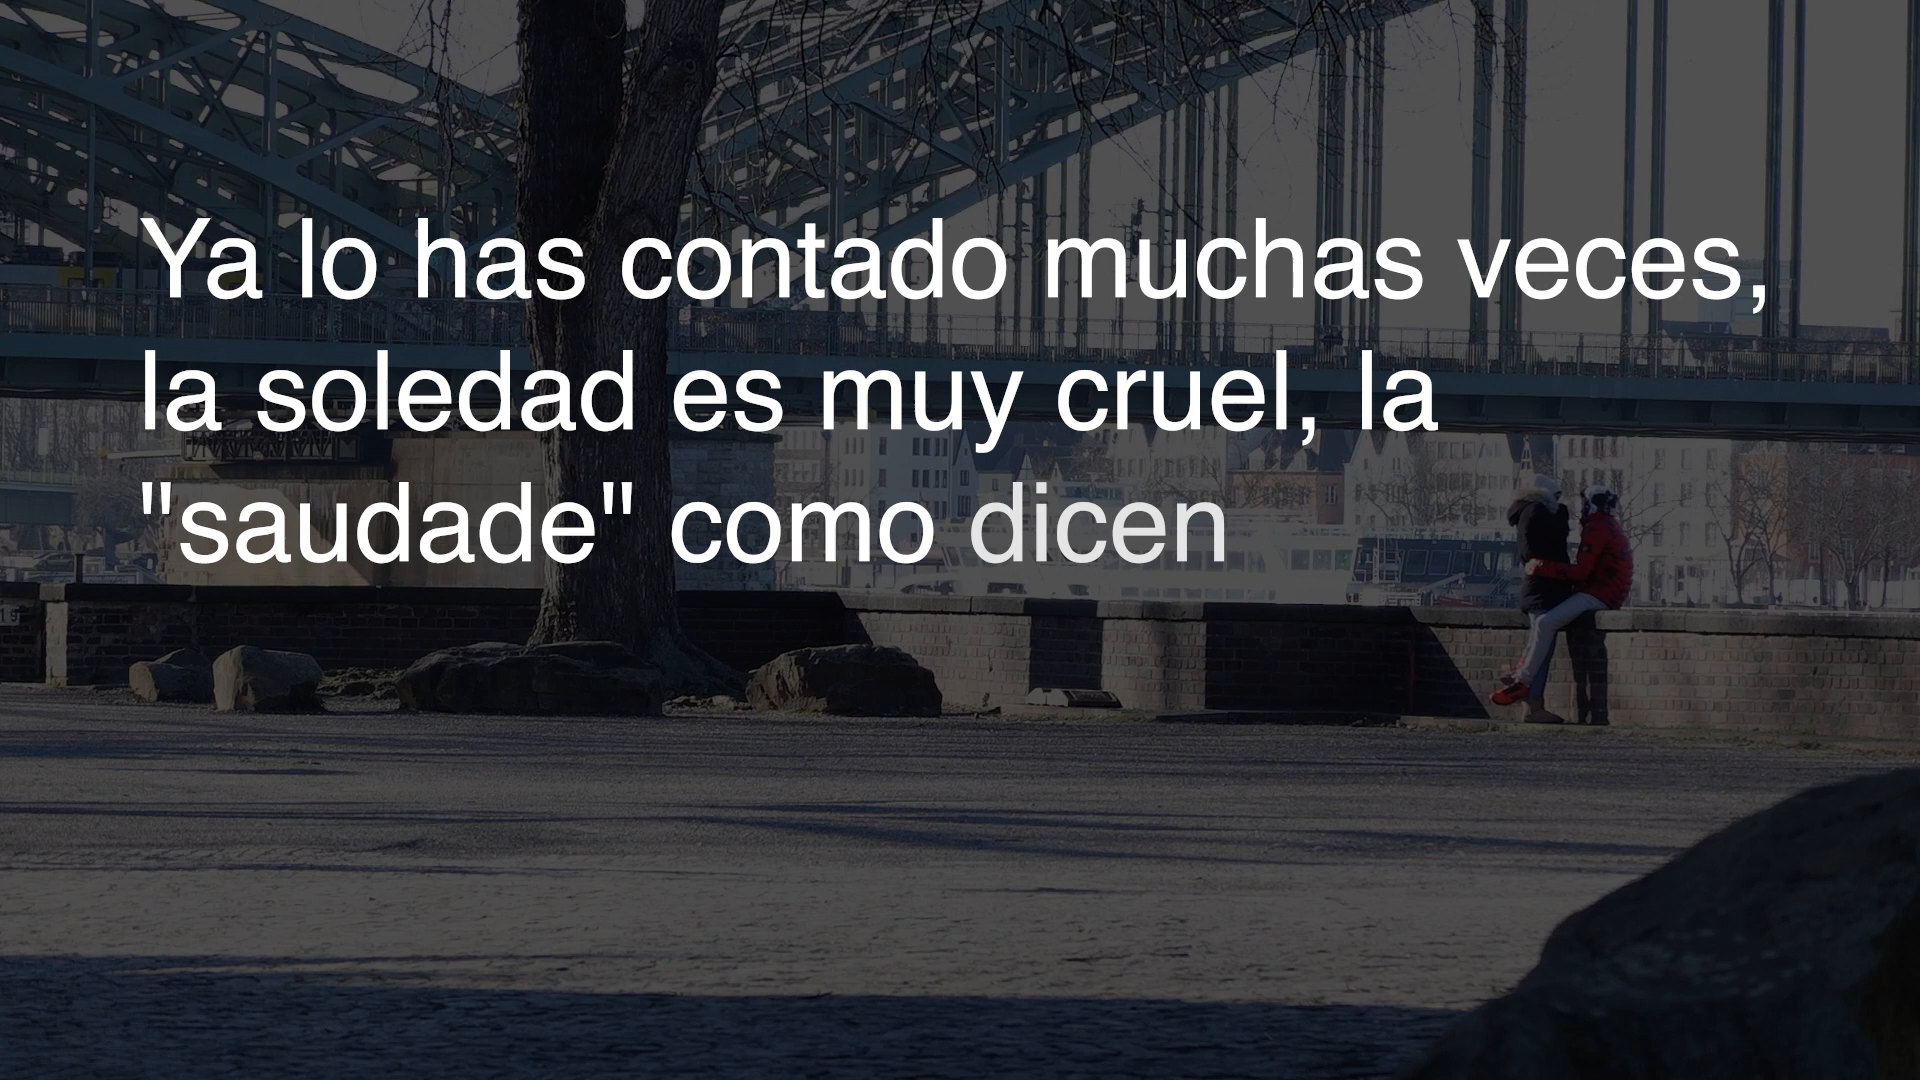 Ya lo has contado muchas veces,
la soledad es muy cruel, la
"saudade" como dicen